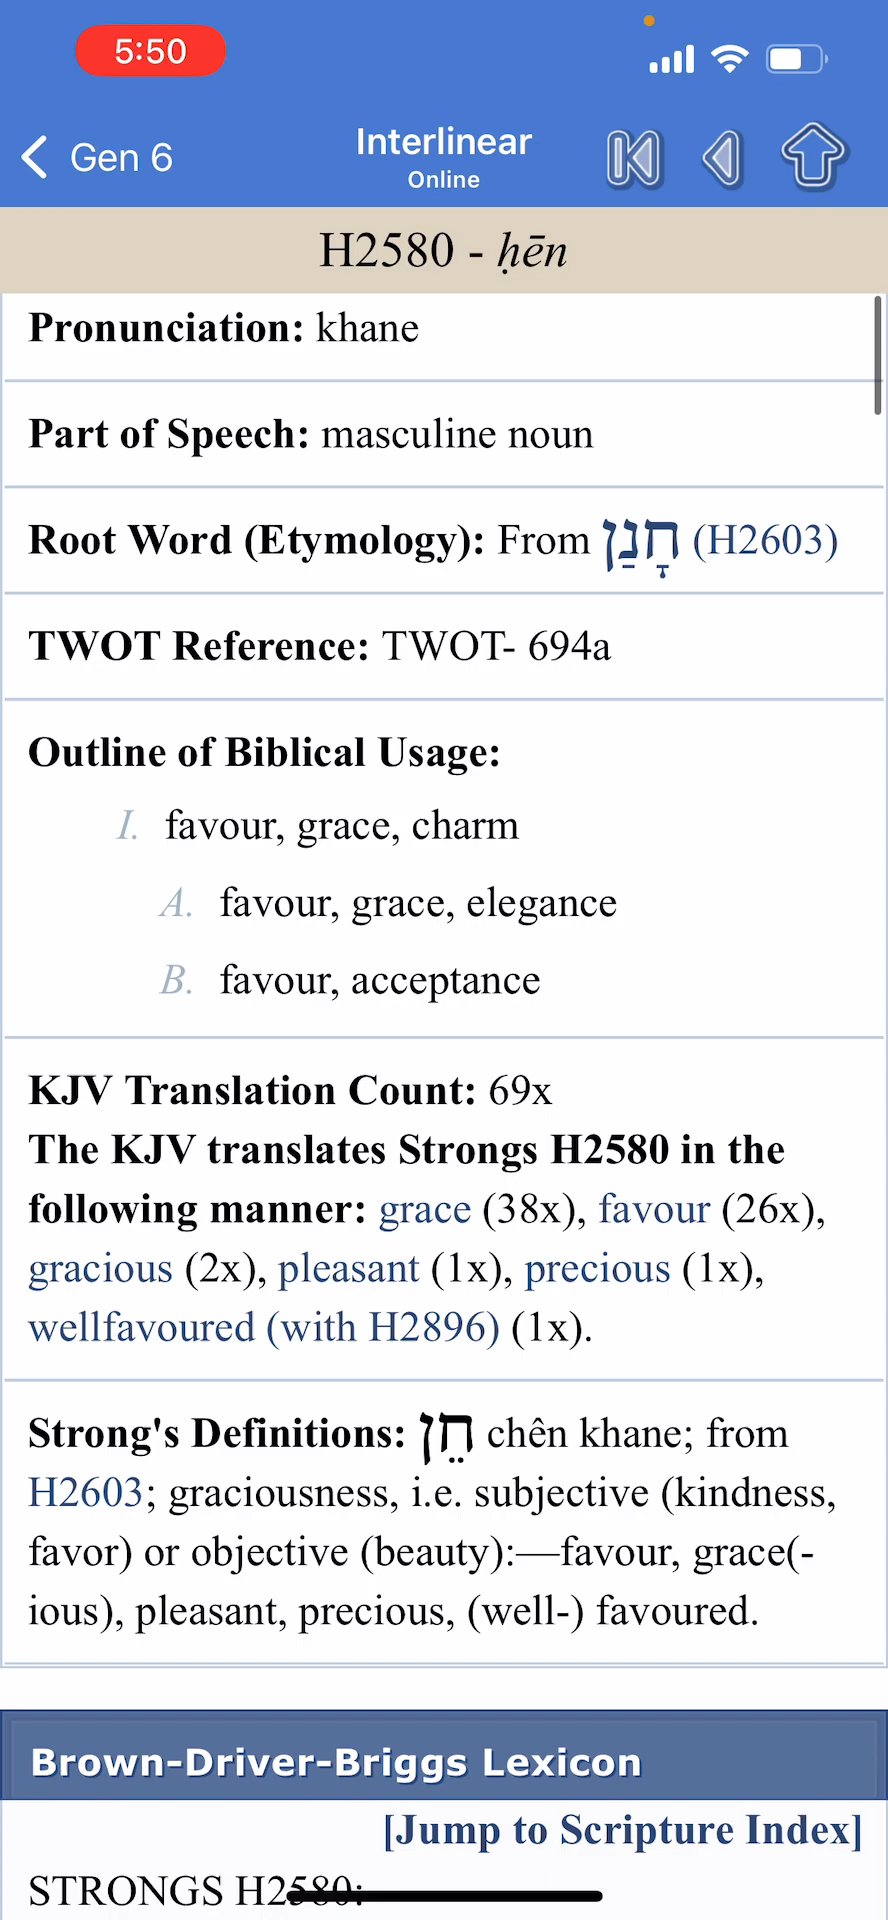 5:50
Gen 6
Interlinear
Online
H2580 - ḥēn
Pronunciation: khane
Part of Speech: masculine noun
Root Word (Etymology): From חָנַן (H2603)
TWOT Reference: TWOT- 694a
Outline of Biblical Usage:
I. favour, grace, charm
A. favour, grace, elegance
B. favour, acceptance
KJV Translation Count: 69x
The KJV translates Strongs H2580 in the
following manner: grace (38x), favour (26x),
gracious (2x), pleasant (1x), precious (1x),
wellfavoured (with H2896) (1x).
Strong's Definitions: חֵן chên khane; from
H2603; graciousness, i.e. subjective (kindness,
favor) or objective (beauty):—favour, grace(-
ious), pleasant, precious, (well-) favoured.
Brown-Driver-Briggs Lexicon
[Jump to Scripture Index]
STRONGS H2580: